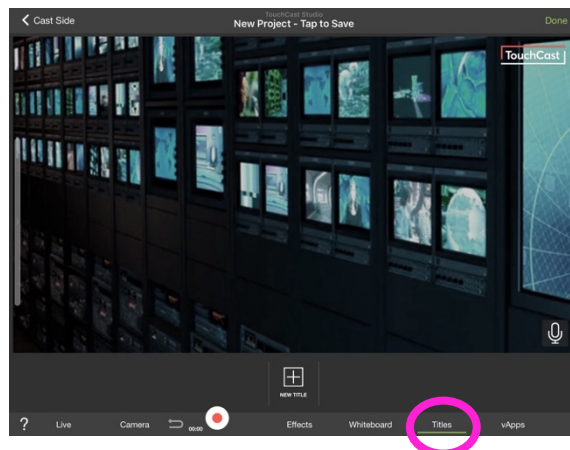 Cast Side
TouchCast Studio
New Project - Tap to Save
Done
TouchCast
NEW TITLE
?
Live
Camera
00:00
Effects
Whiteboard
Titles
vApps